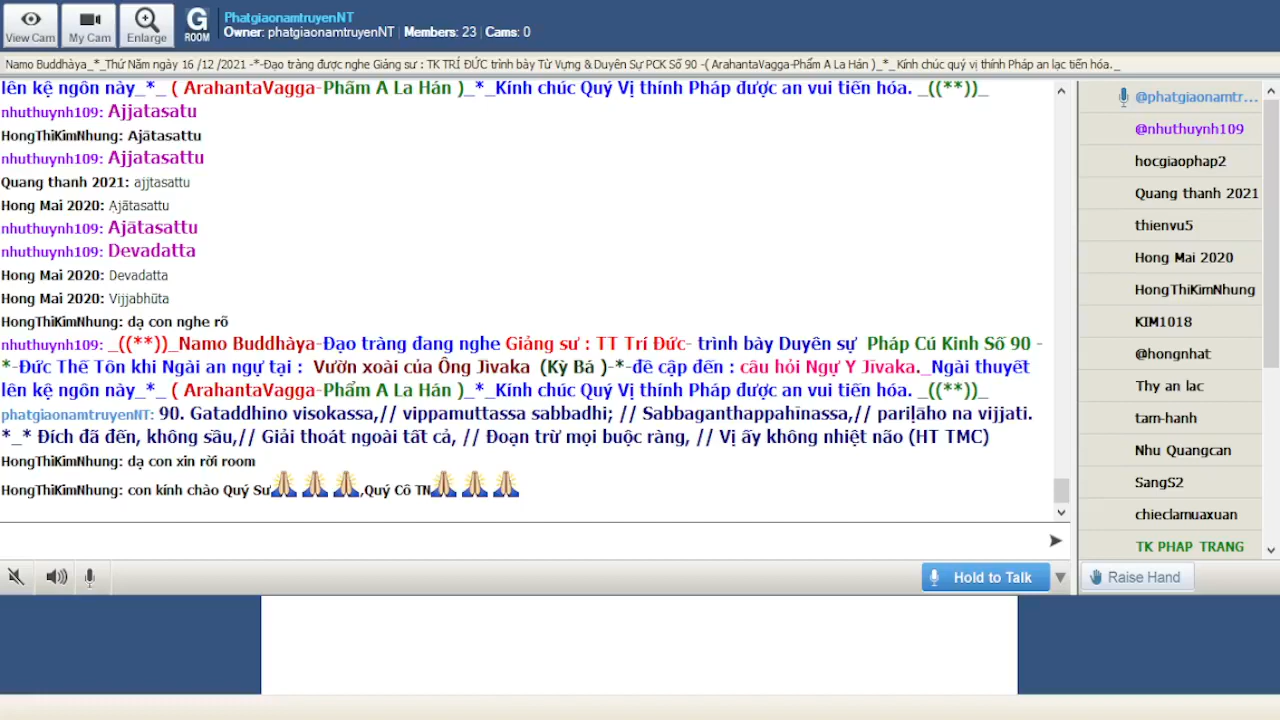 View Cam
My Cam
Enlarge
G
ROOM
PhatgiaonamtruyenNT
Owner: phatgiaonamtruyenNT | Members: 23 | Cams: 0
Namo Buddhàya_*_Thứ Năm ngày 16 /12 /2021 -*-Đạo tràng được nghe Giảng sư : TK TRÍ ĐỨC trình bày Từ Vựng & Duyên Sự PCK Số 90 -( ArahantaVagga-Phẩm A La Hán )_*_ Kính chúc quý vị thính Pháp an lạc tiến hóa._
lên kệ ngôn này_*_ ( ArahantaVagga-Phẩm A La Hán )_*_Kính chúc Quý Vị thính Pháp được an vui tiến hóa. _((**))_
nhuthuynh109: Ajjatasatu
HongThiKimNhung: Ajātasattu
nhuthuynh109: Ajjatasattu
Quang thanh 2021: ajjtasattu
Hong Mai 2020: Ajātasattu
nhuthuynh109: Ajātasattu
nhuthuynh109: Devadatta
Hong Mai 2020: Devadatta
Hong Mai 2020: Vijjabhūta
HongThiKimNhung: dạ con nghe rõ
nhuthuynh109: _((**))_Namo Buddhàya-Đạo tràng đang nghe Giảng sư : TT Trí Đức- trình bày Duyên sự Pháp Cú Kinh Số 90 -
*-Đức Thế Tôn khi Ngài an ngự tại : Vườn xoài của Ông Jìvaka (Kỳ Bá )-*-đề cập đến : câu hỏi Ngự Y Jìvaka._Ngài thuyết
lên kệ ngôn này_*_ ( ArahantaVagga-Phẩm A La Hán )_*_Kính chúc Quý Vị thính Pháp được an vui tiến hóa. _((**))_
phatgiaonamtruyenNT: 90. Gataddhino visokassa,// vippamuttassa sabbadhi; // Sabbaganthappahīnassa,// pariḷāho na vijjati.
*_* Đích đã đến, không sầu,// Giải thoát ngoài tất cả, // Đoạn trừ mọi buộc ràng, // Vị ấy không nhiệt não (HT TMC)
HongThiKimNhung: dạ con xin rời room
HongThiKimNhung: con kính chào Quý Sư🙏🙏🙏,Quý Cô TN🙏🙏🙏
@phatgiaonamtr...
@nhuthuynh109
hocgiaophap2
Quang thanh 2021
thienvu5
Hong Mai 2020
HongThiKimNhung
KIM1018
@hongnhat
Thy an lac
tam-hanh
Nhu Quangcan
SangS2
chieclamuaxuan
TK PHAP TRANG
Hold to Talk
Raise Hand